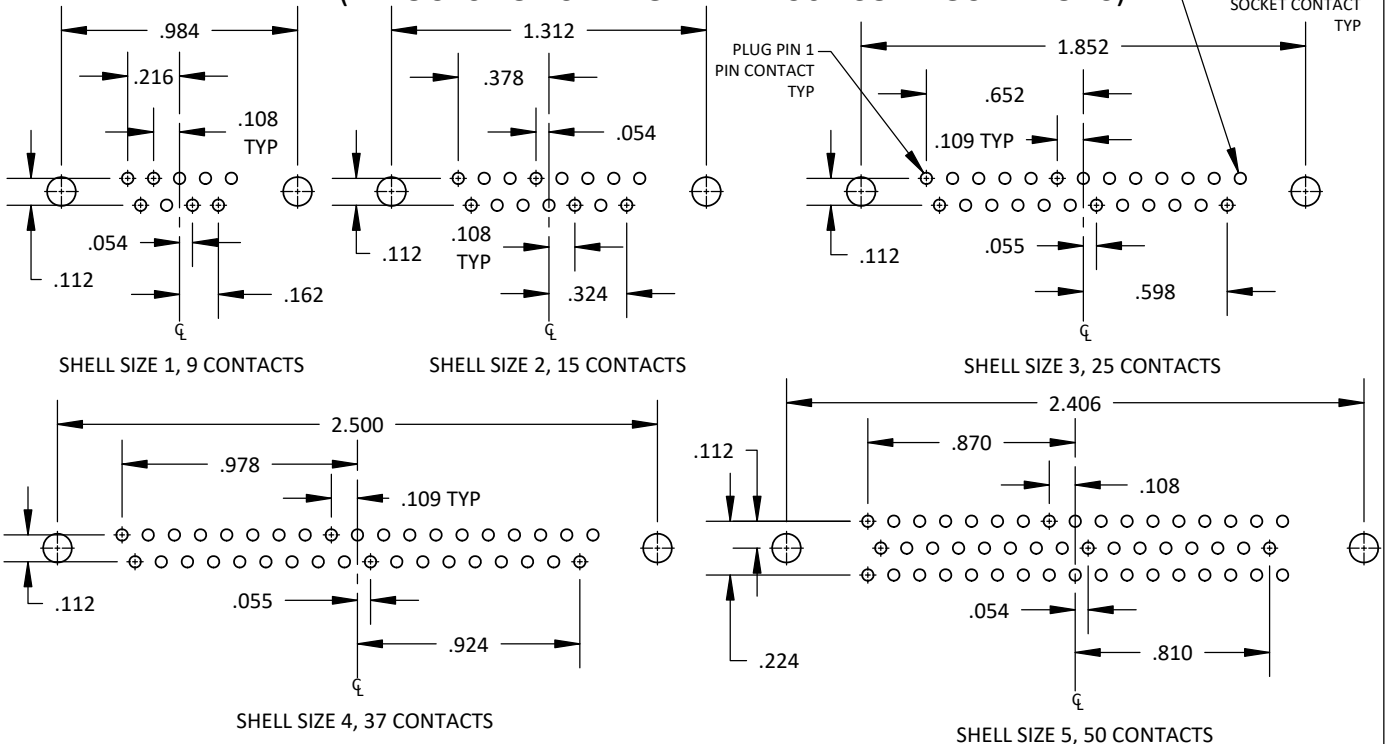 SOCKET CONTACT
TYP
.984
.216
.108
TYP
.054
.112
.162
℄
SHELL SIZE 1, 9 CONTACTS
1.312
.378
.054
.108
TYP
.112
.324
℄
SHELL SIZE 2, 15 CONTACTS
PLUG PIN 1
PIN CONTACT
TYP
1.852
.652
.109 TYP
.055
.112
.598
℄
SHELL SIZE 3, 25 CONTACTS
2.500
.978
.109 TYP
.112
.055
.924
℄
SHELL SIZE 4, 37 CONTACTS
2.406
.870
.112
.108
.054
.224
.810
℄
SHELL SIZE 5, 50 CONTACTS